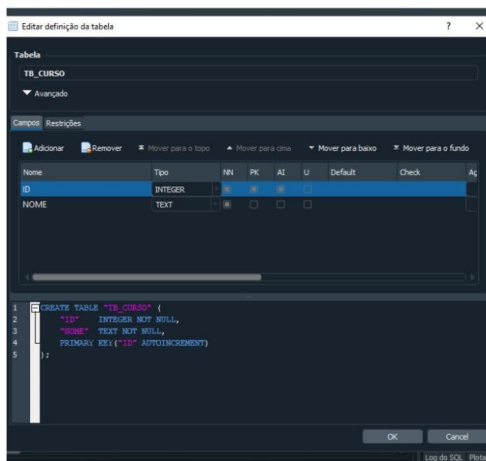 Editar definição da tabela ? X
Tabela
TB_CURSO
Avançado
Campos Restrições
Adicionar Remover Mover para o topo Mover para cima Mover para baixo Mover para o fundo
Nome Tipo NN PK AI U Default Check Aç
ID INTEGER
NOME TEXT
1 CREATE TABLE "TB_CURSO" (
2 "ID" INTEGER NOT NULL,
3 "NOME" TEXT NOT NULL,
4 PRIMARY KEY("ID" AUTOINCREMENT)
5 );
OK Cancel
Log do SQL Plota